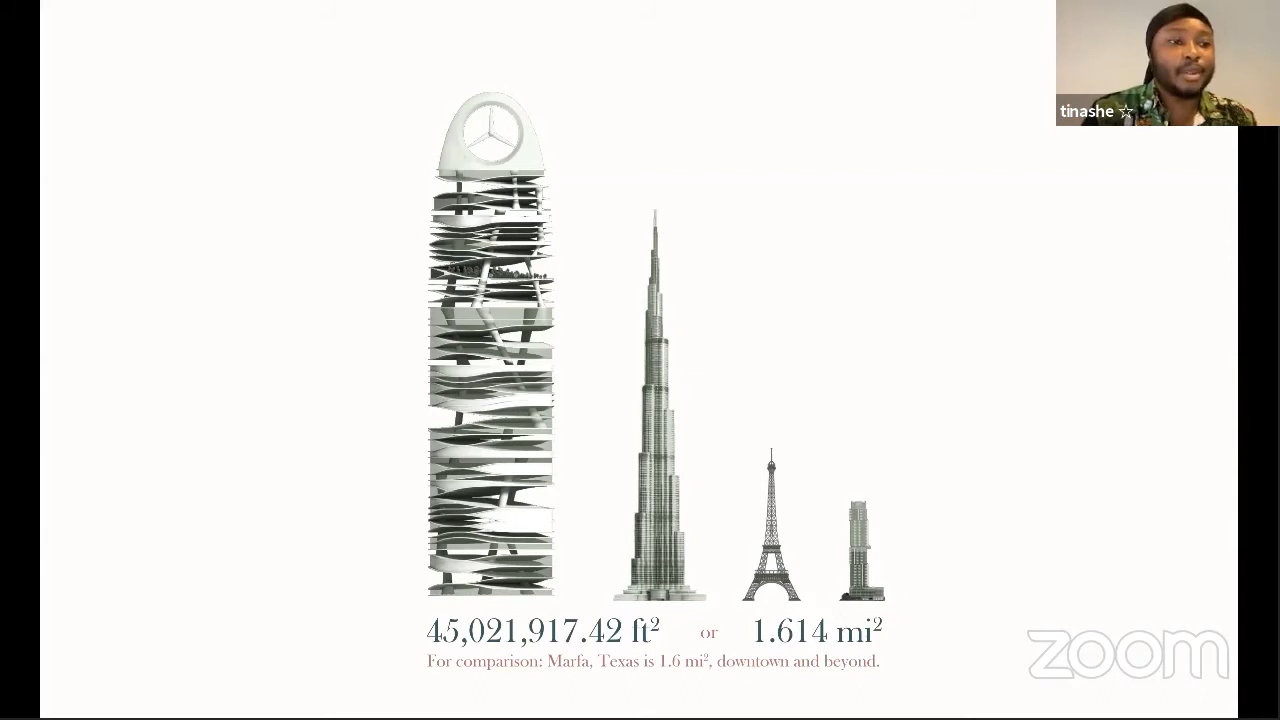 tinashe ☆
45,021,917.42 ft² or 1.614 mi²
For comparison: Marfa, Texas is 1.6 mi², downtown and beyond.
zoom